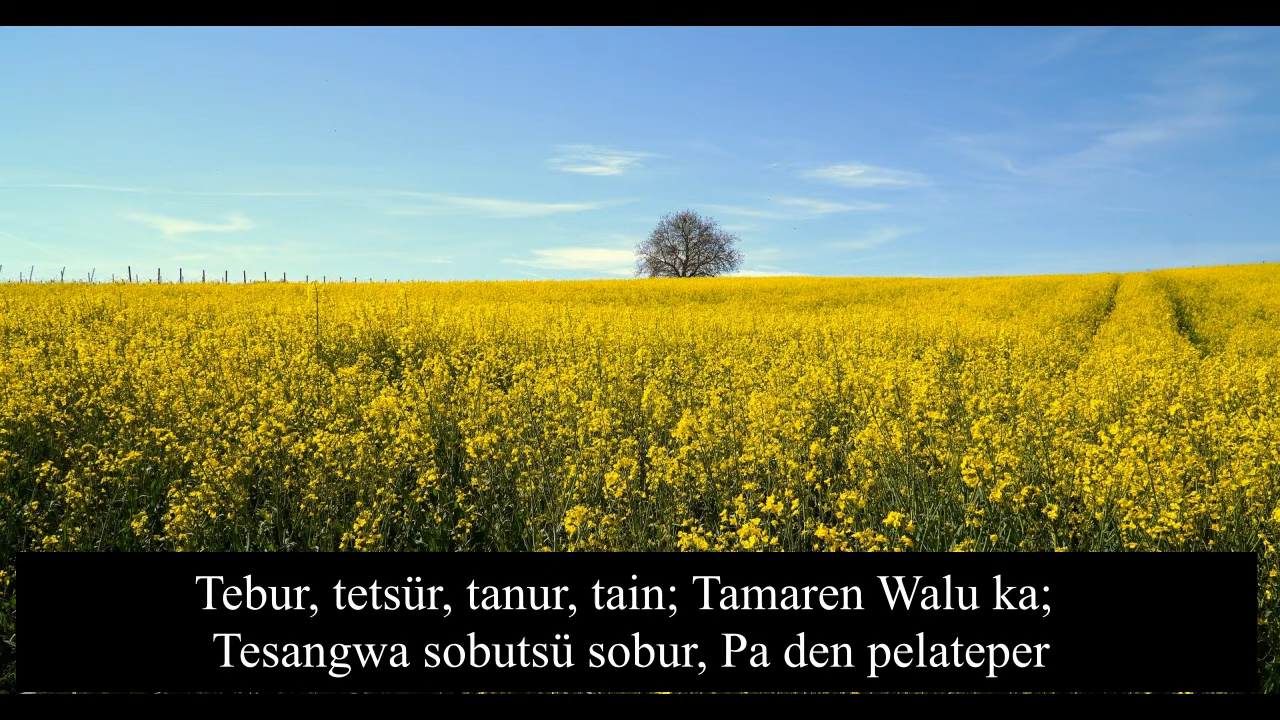 Tebur, tetsür, tanur, tain; Tamaren Walu ka;
Tesangwa sobutsü sobur, Pa den pelateper